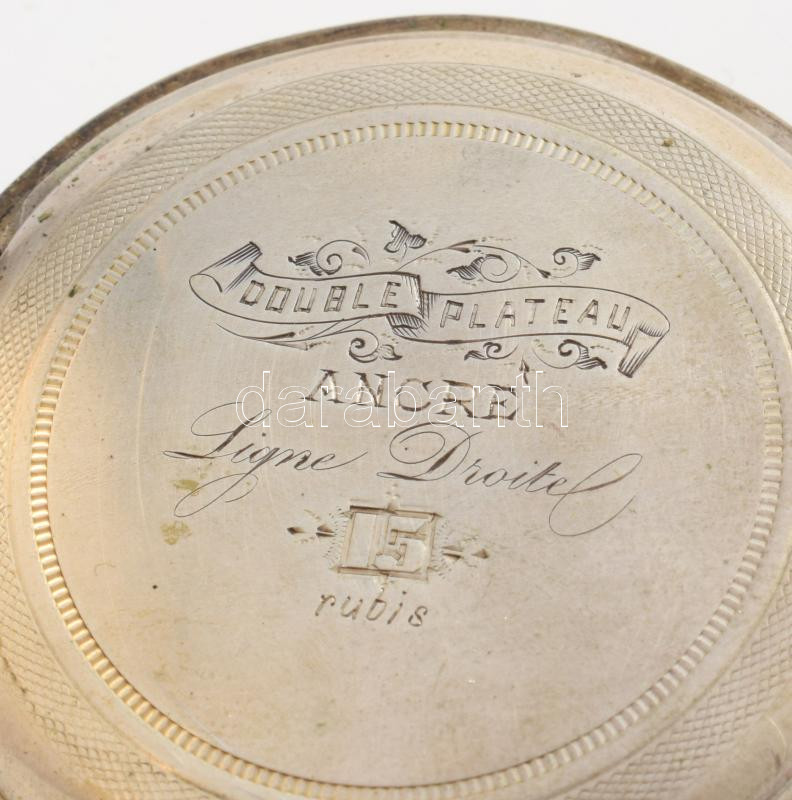 DOUBLE PLATEAU
ANCRE
darabanth
Ligne Droite
15
rubis